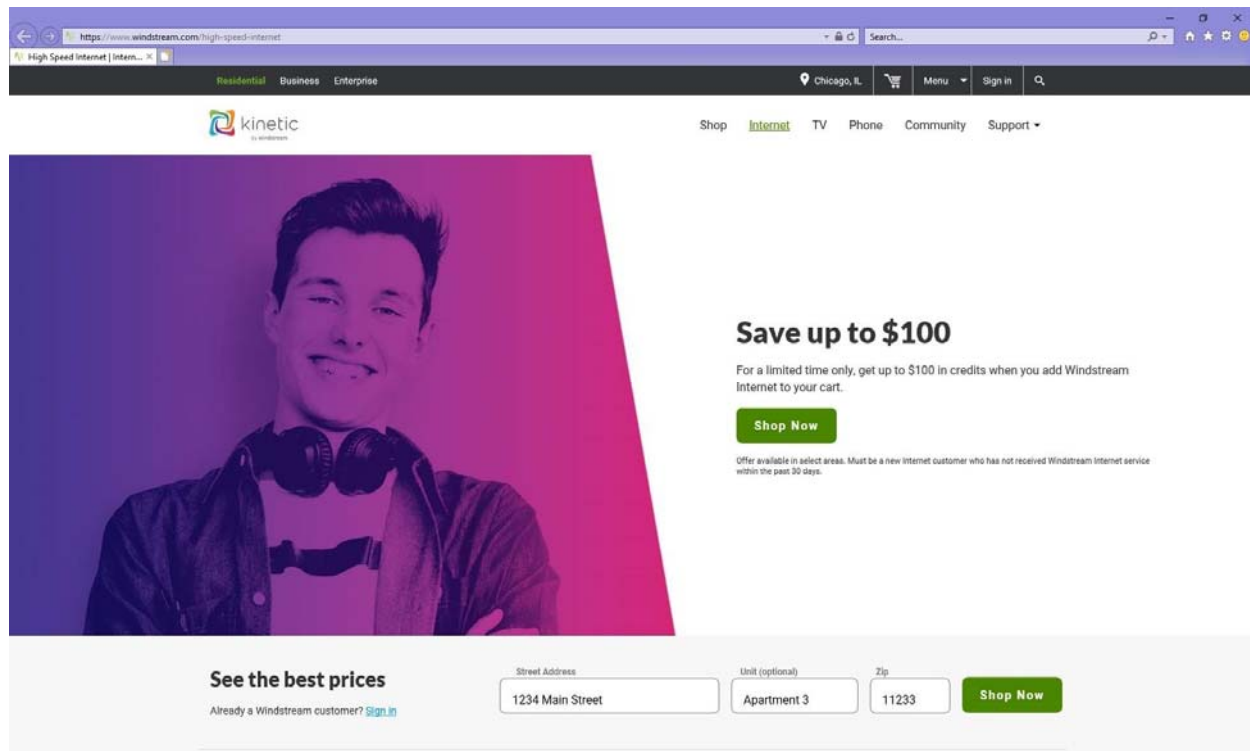 https://www.windstream.com/high-speed-internet
Search...
High Speed Internet | Intern...
Residential Business Enterprise
Chicago, IL
Menu
Sign in
kinetic
by windstream
Shop Internet TV Phone Community Support
Save up to $100
For a limited time only, get up to $100 in credits when you add Windstream
Internet to your cart.
Shop Now
Offer available in select areas. Must be a new Internet customer who has not received Windstream Internet service
within the past 30 days.
See the best prices
Already a Windstream customer? Sign in
Street Address
1234 Main Street
Unit (optional)
Apartment 3
Zip
11233
Shop Now